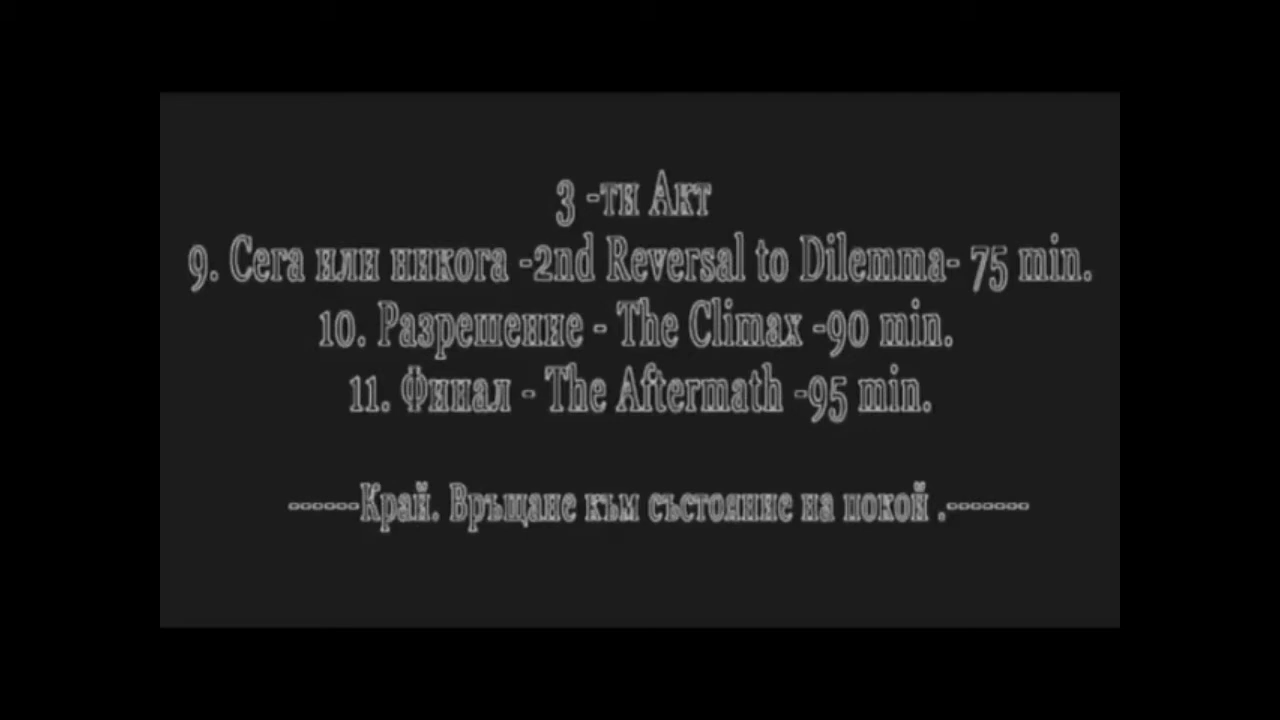 3 -ти Акт
9. Сега или никога -2nd Reversal to Dilemma- 75 min.
10. Разрешение - The Climax -90 min.
11. Финал - The Aftermath -95 min.
------Край. Връщане към състояние на покой .-------